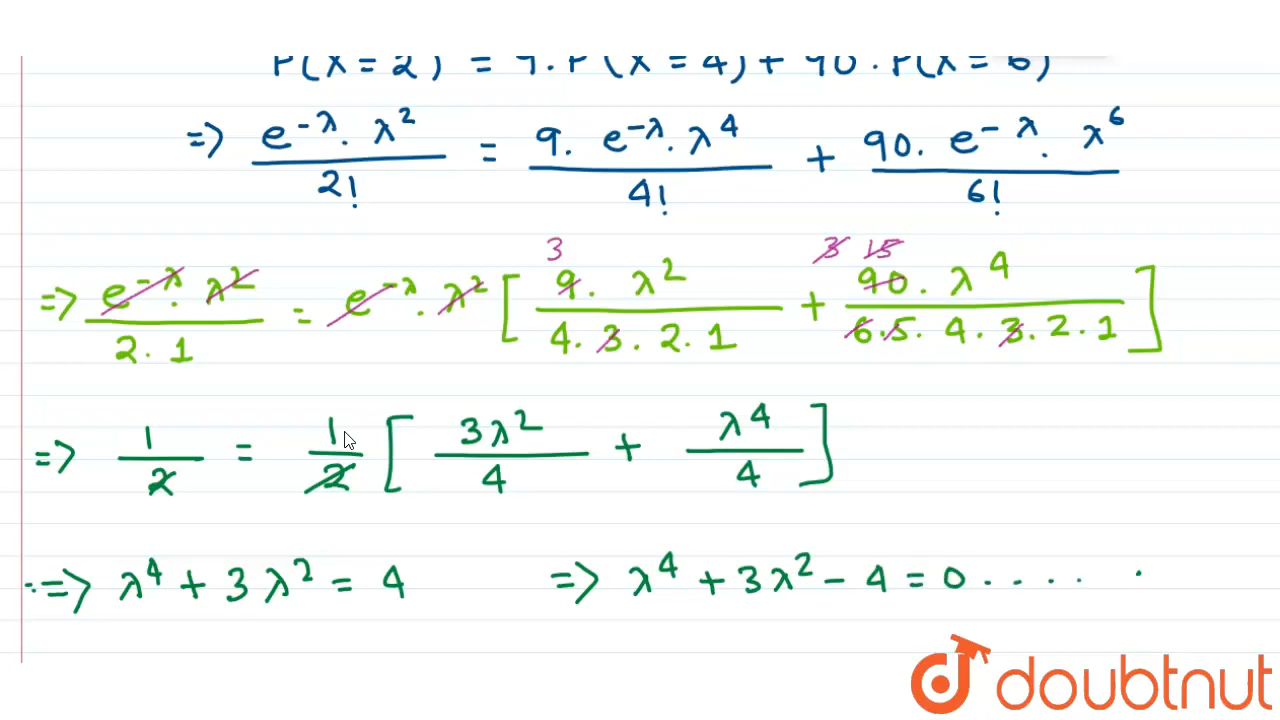 P(X = 2) = 9. P(X = 4) + 90. P(X = 6)
=> e^-λ . λ^2 / 2! = 9. e^-λ . λ^4 / 4! + 90. e^-λ . λ^6 / 6!
3 3 15
=> e^-λ . λ^2 / 2. 1 = e^-λ . λ^2 [ 9. λ^2 / 4. 3. 2. 1 + 90. λ^4 / 6. 5. 4. 3. 2. 1 ]
=> 1 / 2 = 1 / 2 [ 3λ^2 / 4 + λ^4 / 4 ]
=> λ^4 + 3λ^2 = 4 => λ^4 + 3λ^2 - 4 = 0 .....
doubtnut